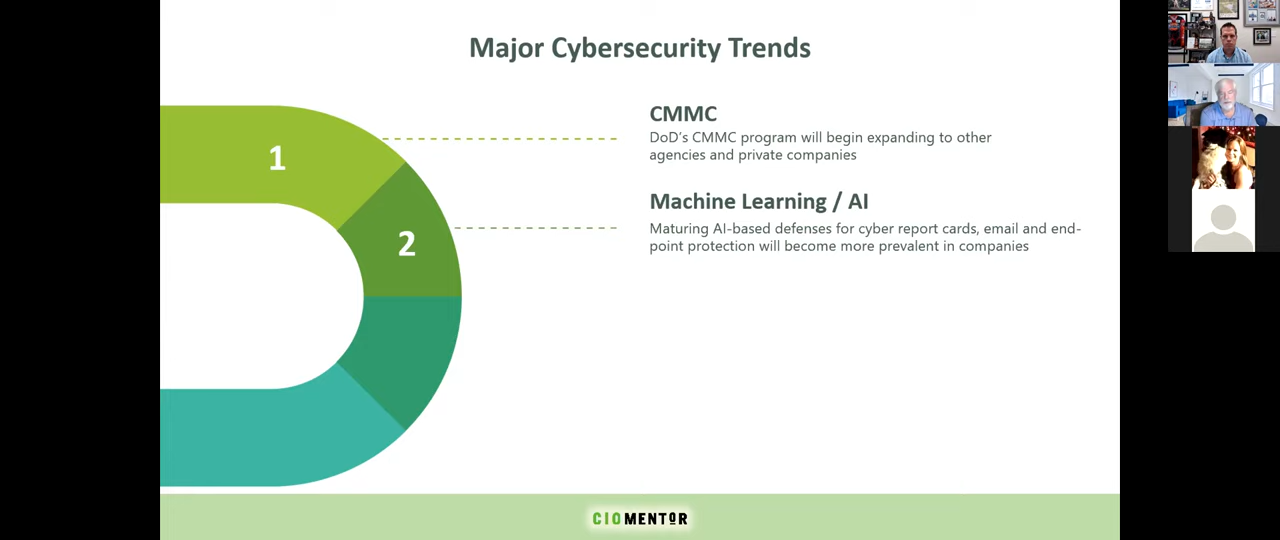 Major Cybersecurity Trends
1
CMMC
DoD's CMMC program will begin expanding to other
agencies and private companies
2
Machine Learning / AI
Maturing AI-based defenses for cyber report cards, email and end-
point protection will become more prevalent in companies
CIOMENTOR